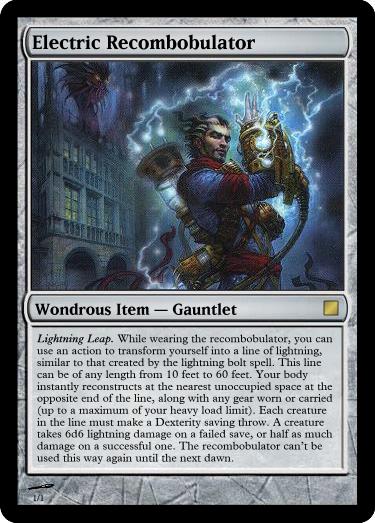 Electric Recombobulator
Wondrous Item — Gauntlet
Lightning Leap. While wearing the recombobulator, you can
use an action to transform yourself into a line of lightning,
similar to that created by the lightning bolt spell. This line
can be of any length from 10 feet to 60 feet. Your body
instantly reconstructs at the nearest unoccupied space at the
opposite end of the line, along with any gear worn or carried
(up to a maximum of your heavy load limit). Each creature
in the line must make a Dexterity saving throw. A creature
takes 6d6 lightning damage on a failed save, or half as much
damage on a successful one. The recombobulator can't be
used this way again until the next dawn.
1/1